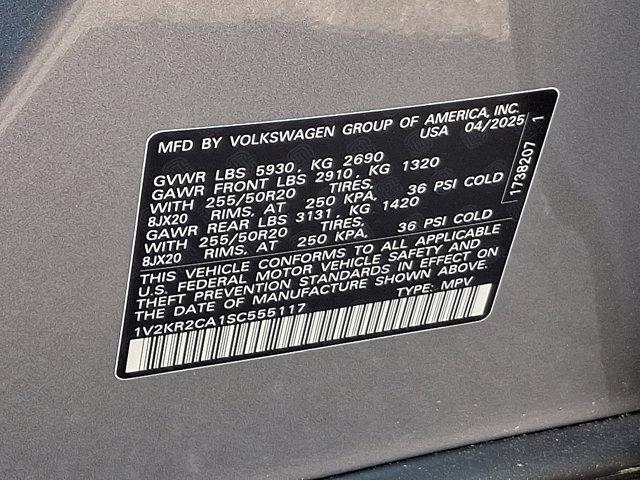 MFD BY VOLKSWAGEN GROUP OF AMERICA, INC.
USA 04/2025
GVWR LBS 5930, KG 2690
GAWR FRONT LBS 2910, KG 1320
WITH 255/50R20 TIRES,
8JX20 RIMS, AT 250 KPA, 36 PSI COLD
GAWR REAR LBS 3131, KG 1420
WITH 255/50R20 TIRES,
8JX20 RIMS, AT 250 KPA, 36 PSI COLD
THIS VEHICLE CONFORMS TO ALL APPLICABLE
U.S. FEDERAL MOTOR VEHICLE SAFETY AND
THEFT PREVENTION STANDARDS IN EFFECT ON
THE DATE OF MANUFACTURE SHOWN ABOVE.
1V2KR2CA1SC555117 TYPE: MPV
1738207 1